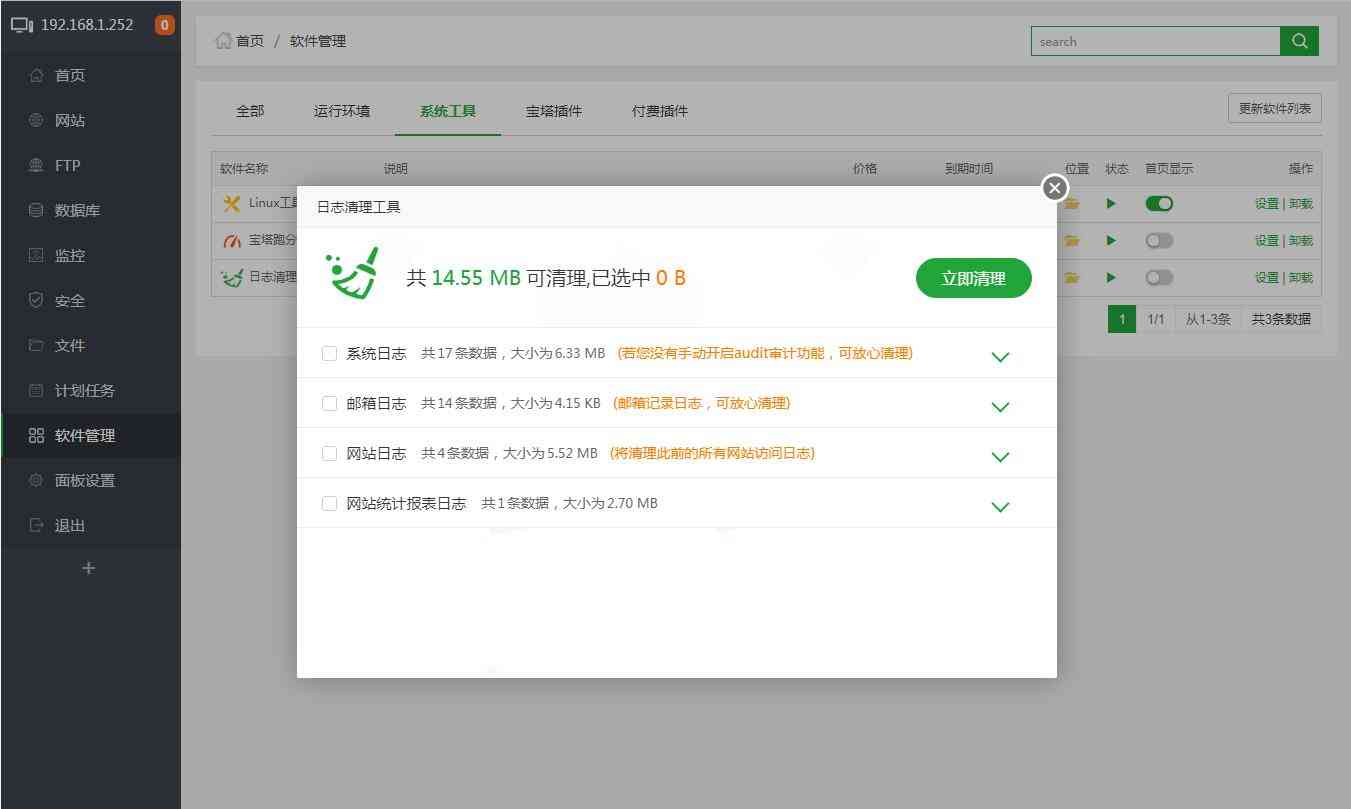 192.168.1.252 0
首页
网站
FTP
数据库
监控
安全
文件
计划任务
软件管理
面板设置
退出
首页 / 软件管理
search
全部 运行环境 系统工具 宝塔插件 付费插件 更新软件列表
软件名称 说明 价格 到期时间 位置 状态 首页显示 操作
Linux工具 设置 | 卸载
宝塔跑分 设置 | 卸载
日志清理 设置 | 卸载
1 1/1 从1-3条 共3条数据
日志清理工具
共 14.55 MB 可清理,已选中 0 B
立即清理
系统日志 共17条数据，大小为6.33 MB (若您没有手动开启audit审计功能，可放心清理)
邮箱日志 共14条数据，大小为4.15 KB (邮箱记录日志，可放心清理)
网站日志 共4条数据，大小为5.52 MB (将清理此前的所有网站访问日志)
网站统计报表日志 共1条数据，大小为2.70 MB